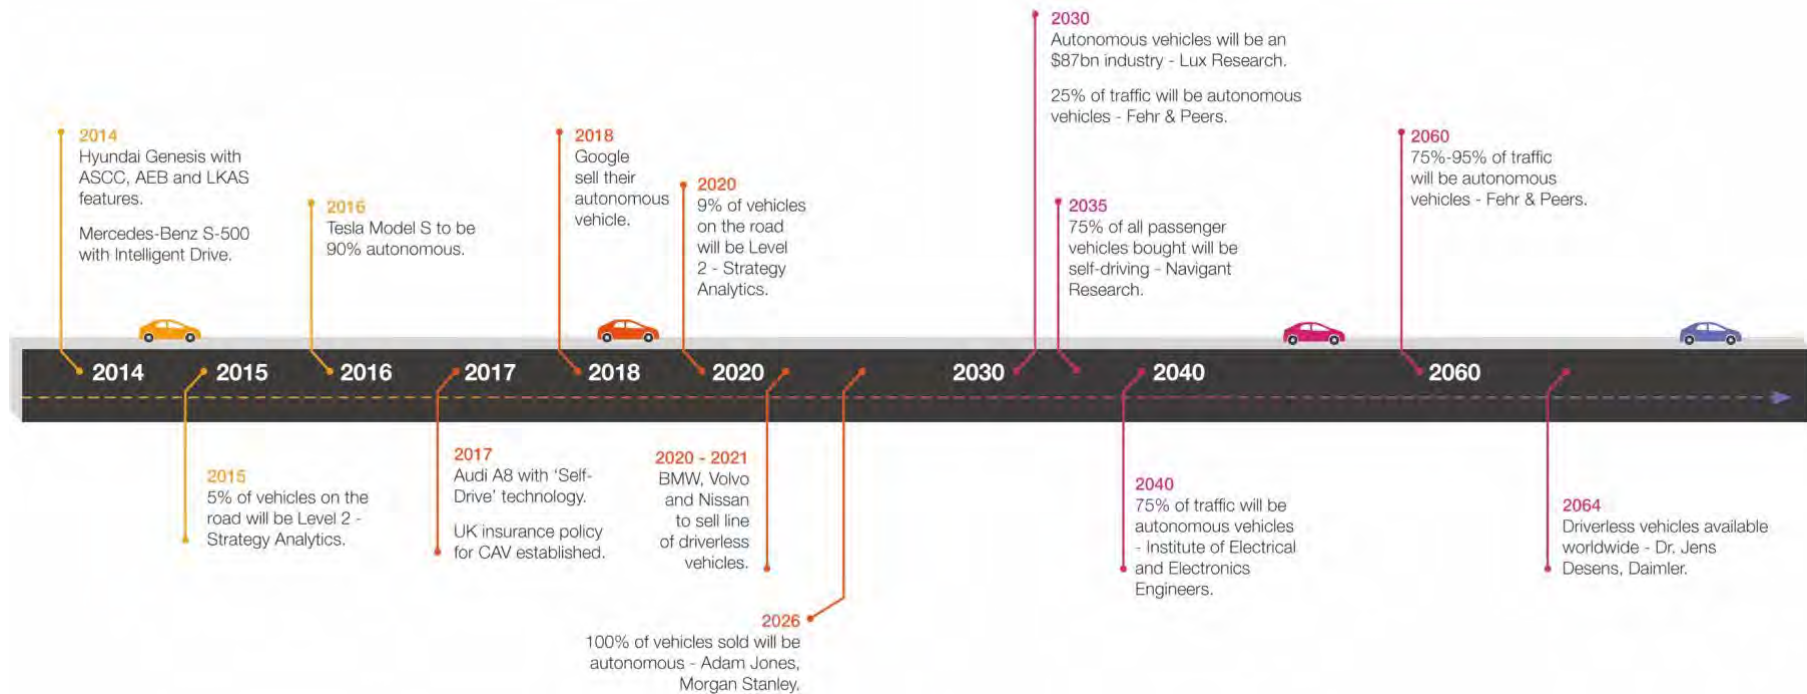 2030
Autonomous vehicles will be an
$87bn industry - Lux Research.
25% of traffic will be autonomous
vehicles - Fehr & Peers.
2014
Hyundai Genesis with
ASCC, AEB and LKAS
features.
Mercedes-Benz S-500
with Intelligent Drive.
2016
Tesla Model S to be
90% autonomous.
2018
Google
sell their
autonomous
vehicle.
2020
9% of vehicles
on the road
will be Level
2 - Strategy
Analytics.
2035
75% of all passenger
vehicles bought will be
self-driving - Navigant
Research.
2060
75%-95% of traffic
will be autonomous
vehicles - Fehr & Peers.
2014 2015 2016 2017 2018 2020 2030 2040 2060
2015
5% of vehicles on the
road will be Level 2 -
Strategy Analytics.
2017
Audi A8 with ‘Self-
Drive’ technology.
UK insurance policy
for CAV established.
2020 - 2021
BMW, Volvo
and Nissan
to sell line
of driverless
vehicles.
2026
100% of vehicles sold will be
autonomous - Adam Jones,
Morgan Stanley.
2040
75% of traffic will be
autonomous vehicles
- Institute of Electrical
and Electronics
Engineers.
2064
Driverless vehicles available
worldwide - Dr. Jens
Desens, Daimler.